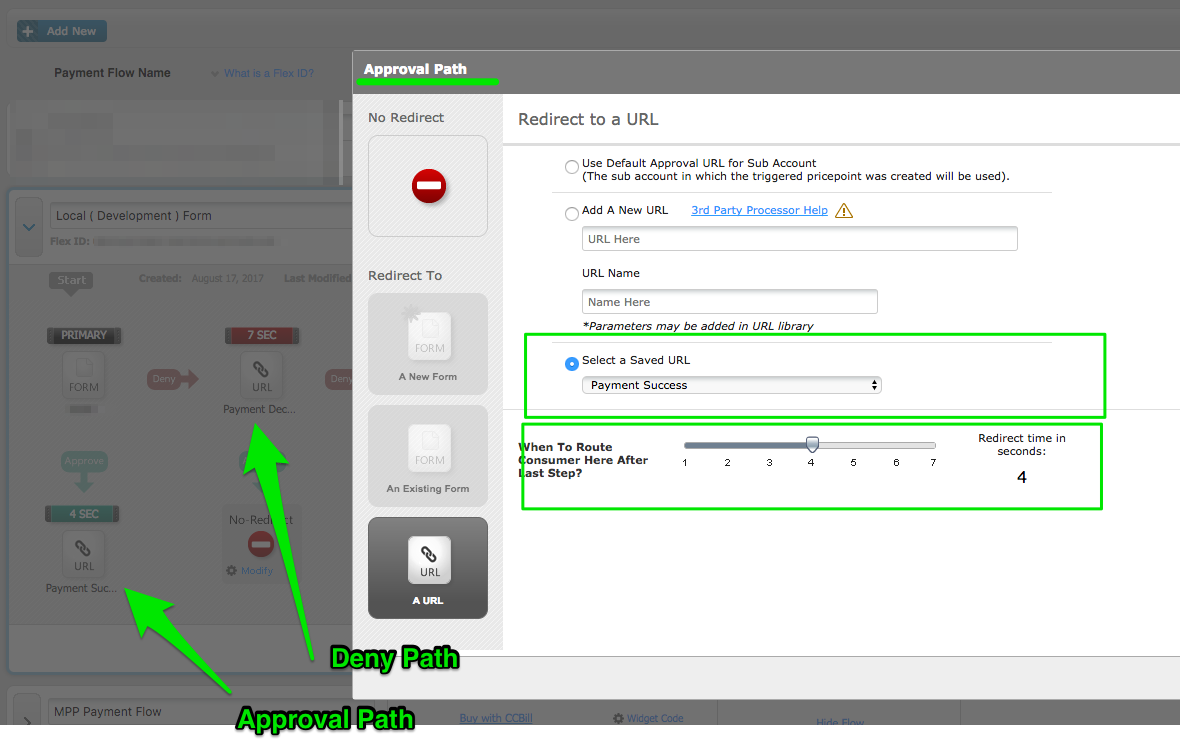 Add New
Payment Flow Name
What is a Flex ID?
Local ( Development ) Form
Flex ID:
Start
Created: August 17, 2017 Last Modified
PRIMARY
7 SEC
FORM
Deny
URL
Deny
Payment Dec...
Approve
4 SEC
No-Redirect
URL
Modify
Payment Suc...
MPP Payment Flow
Buy with CCBill
Widget Code
Hide Flow
Approval Path
No Redirect
Redirect To
FORM
A New Form
FORM
An Existing Form
URL
A URL
Redirect to a URL
Use Default Approval URL for Sub Account
(The sub account in which the triggered pricepoint was created will be used).
Add A New URL 3rd Party Processor Help
URL Here
URL Name
Name Here
*Parameters may be added in URL library
Select a Saved URL
Payment Success
When To Route
Consumer Here After
Last Step?
1 2 3 4 5 6 7
Redirect time in
seconds:
4
Deny Path
Approval Path